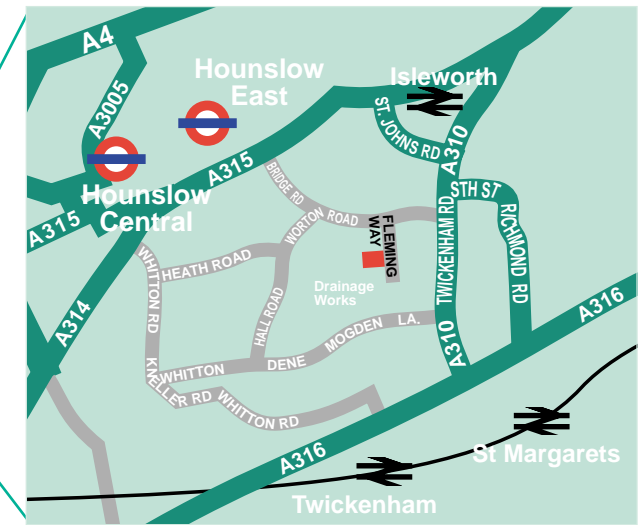 A4
A3005
Hounslow
East
Isleworth
ST. JOHNS RD
A310
Hounslow
Central
A315
A315
BRIDGE RD
STH ST
RICHMOND RD
TWICKENHAM RD
WORTON ROAD
FLEMING
WAY
HEATH ROAD
WHITTON RD
HALL ROAD
Drainage
Works
A314
A316
MOGDEN LA.
A310
WHITTON DENE
KNELLER RD
WHITTON RD
A316
St Margarets
Twickenham